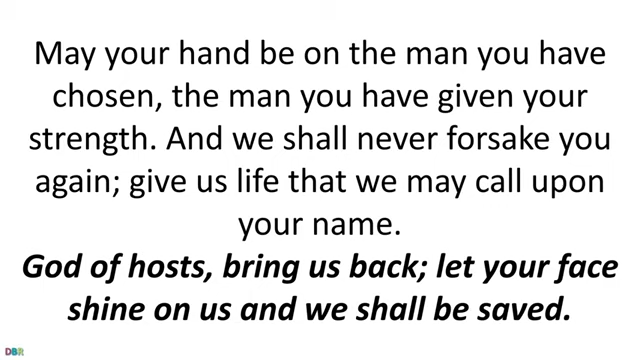 May your hand be on the man you have
chosen, the man you have given your
strength. And we shall never forsake you
again; give us life that we may call upon
your name.
God of hosts, bring us back; let your face
shine on us and we shall be saved.
DBR